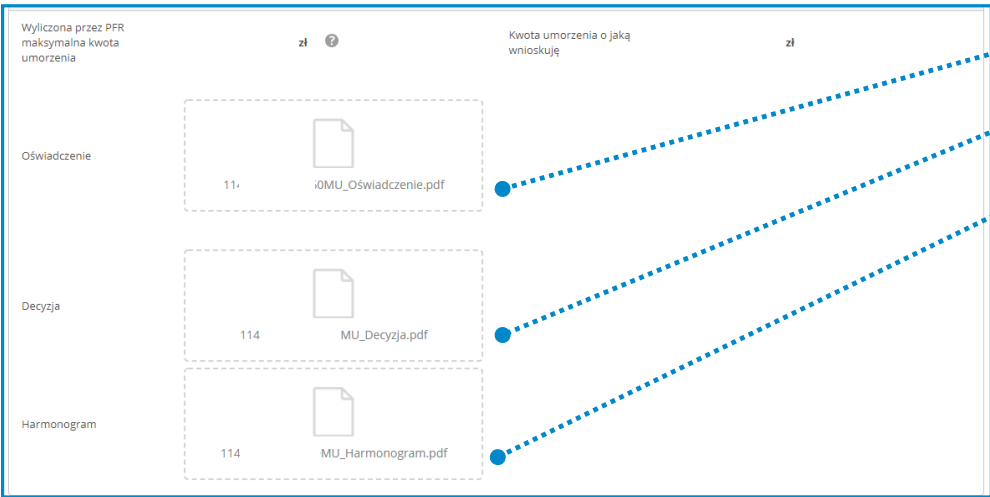 Wyliczona przez PFR
maksymalna kwota
umorzenia
zł ?
Kwota umorzenia o jaką
wnioskuję
zł
Oświadczenie
114 50MU_Oświadczenie.pdf
Decyzja
114 MU_Decyzja.pdf
Harmonogram
114 MU_Harmonogram.pdf